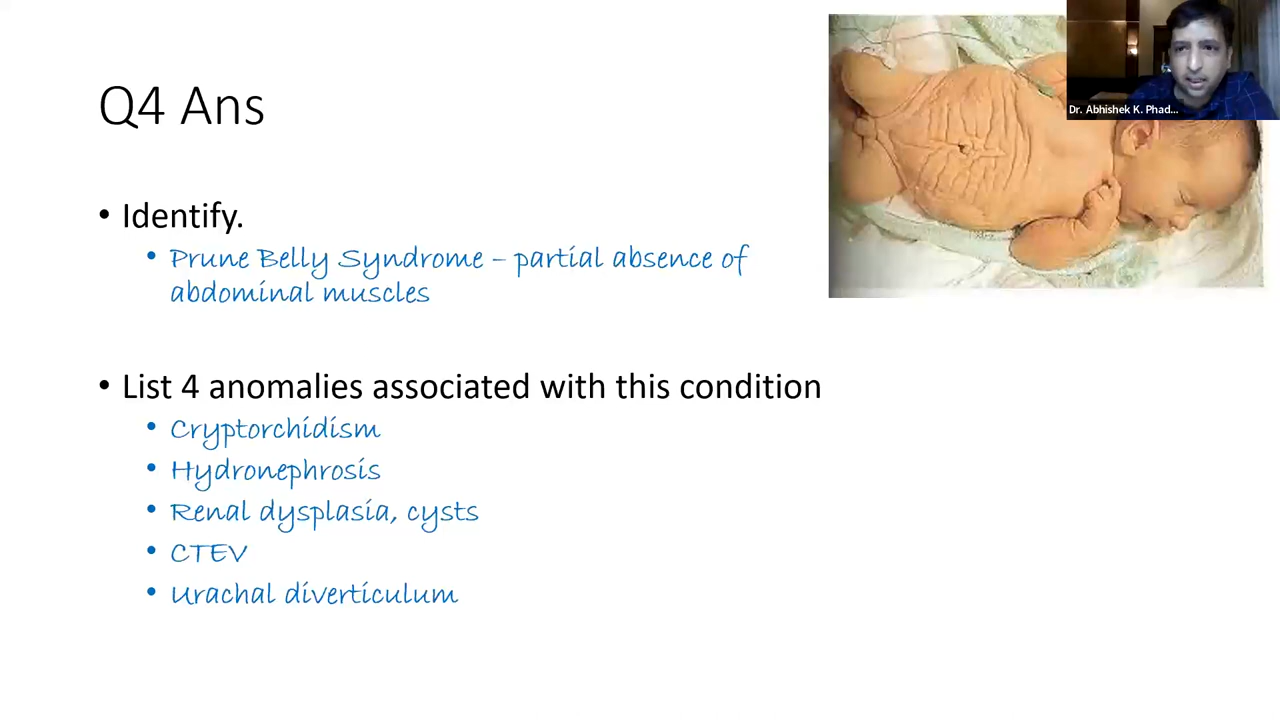 Q4 Ans
Dr. Abhishek K. Phad...
• Identify.
• Prune Belly Syndrome – partial absence of
abdominal muscles
• List 4 anomalies associated with this condition
• Cryptorchidism
• Hydronephrosis
• Renal dysplasia, cysts
• CTEV
• Urachal diverticulum